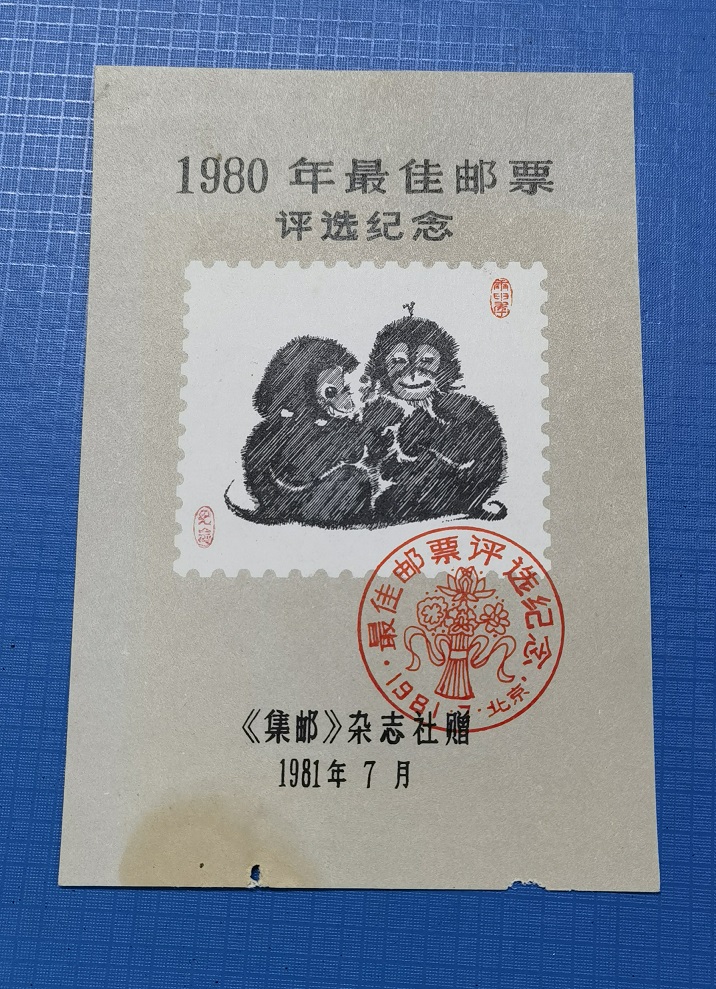 1980 年最佳邮票
评选纪念
最佳邮票评选纪念
·1981.7.北京·
《集邮》杂志社赠
1981年 7 月